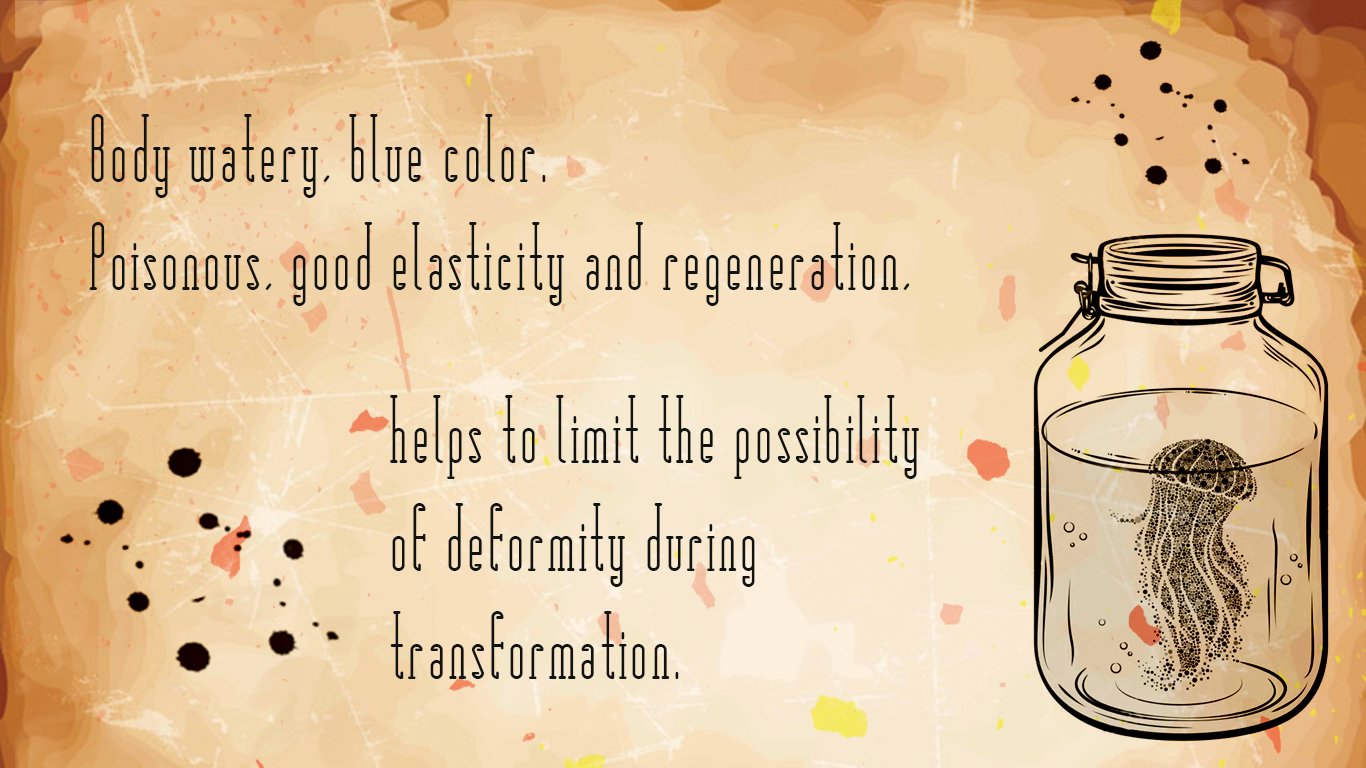 Body watery, blue color.
Poisonous, good elasticity and regeneration,
helps to limit the possibility
of deformity during
transformation.